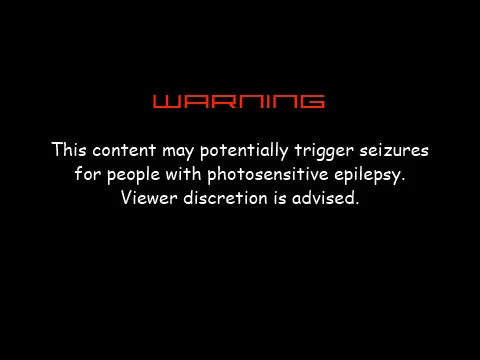 WARNING
This content may potentially trigger seizures
for people with photosensitive epilepsy.
Viewer discretion is advised.